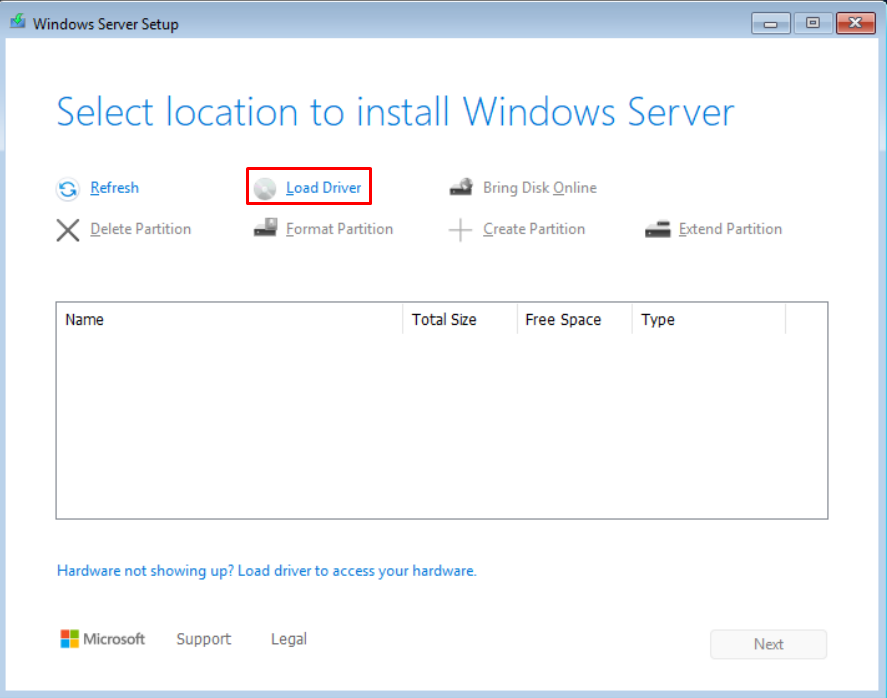 Windows Server Setup
Select location to install Windows Server
Refresh Load Driver Bring Disk Online
Delete Partition Format Partition Create Partition Extend Partition
Name Total Size Free Space Type
Hardware not showing up? Load driver to access your hardware.
Microsoft Support Legal Next